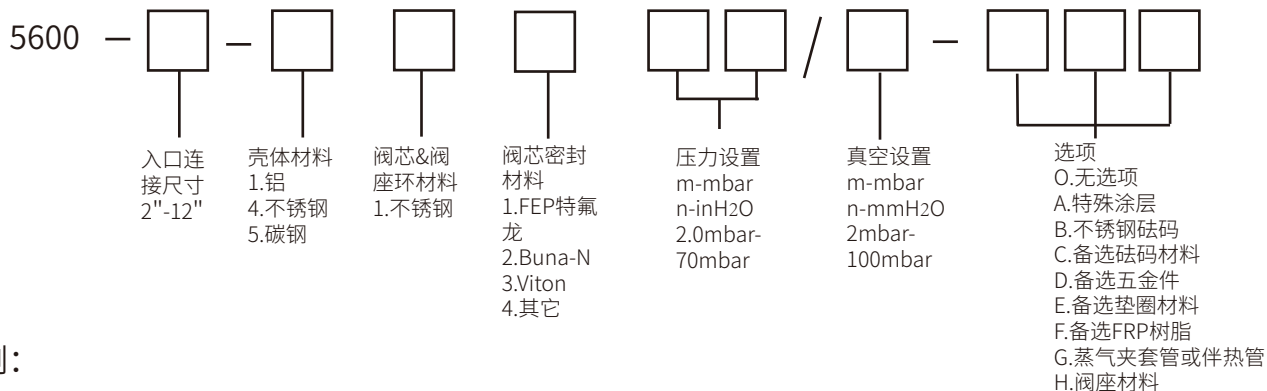 5600 - - / -
入口连
接尺寸
2"-12"
壳体材料
1.铝
4.不锈钢
5.碳钢
阀芯&阀
座环材料
1.不锈钢
阀芯密封
材料
1.FEP特氟
龙
2.Buna-N
3.Viton
4.其它
压力设置
m-mbar
n-inH2O
2.0mbar-
70mbar
真空设置
m-mbar
n-mmH2O
2mbar-
100mbar
选项
O.无选项
A.特殊涂层
B.不锈钢砝码
C.备选砝码材料
D.备选五金件
E.备选垫圈材料
F.备选FRP树脂
G.蒸气夹套管或伴热管
H.阀座材料